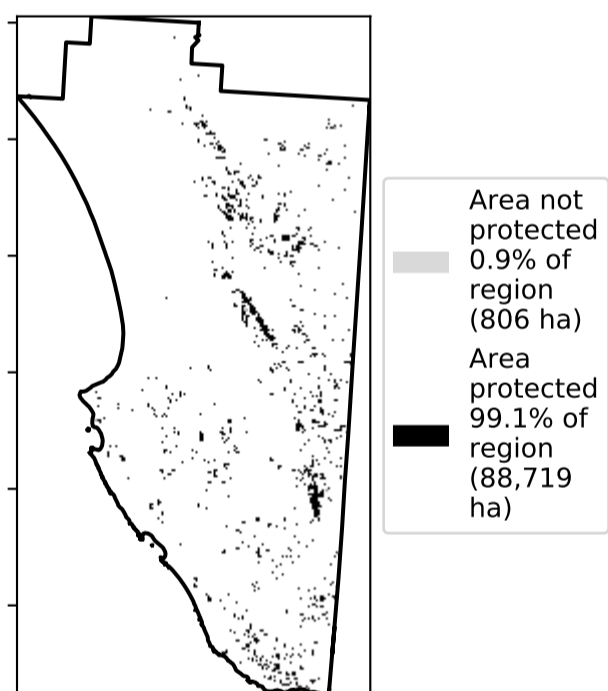 Area not
protected
0.9% of
region
(806 ha)
Area
protected
99.1% of
region
(88,719
ha)